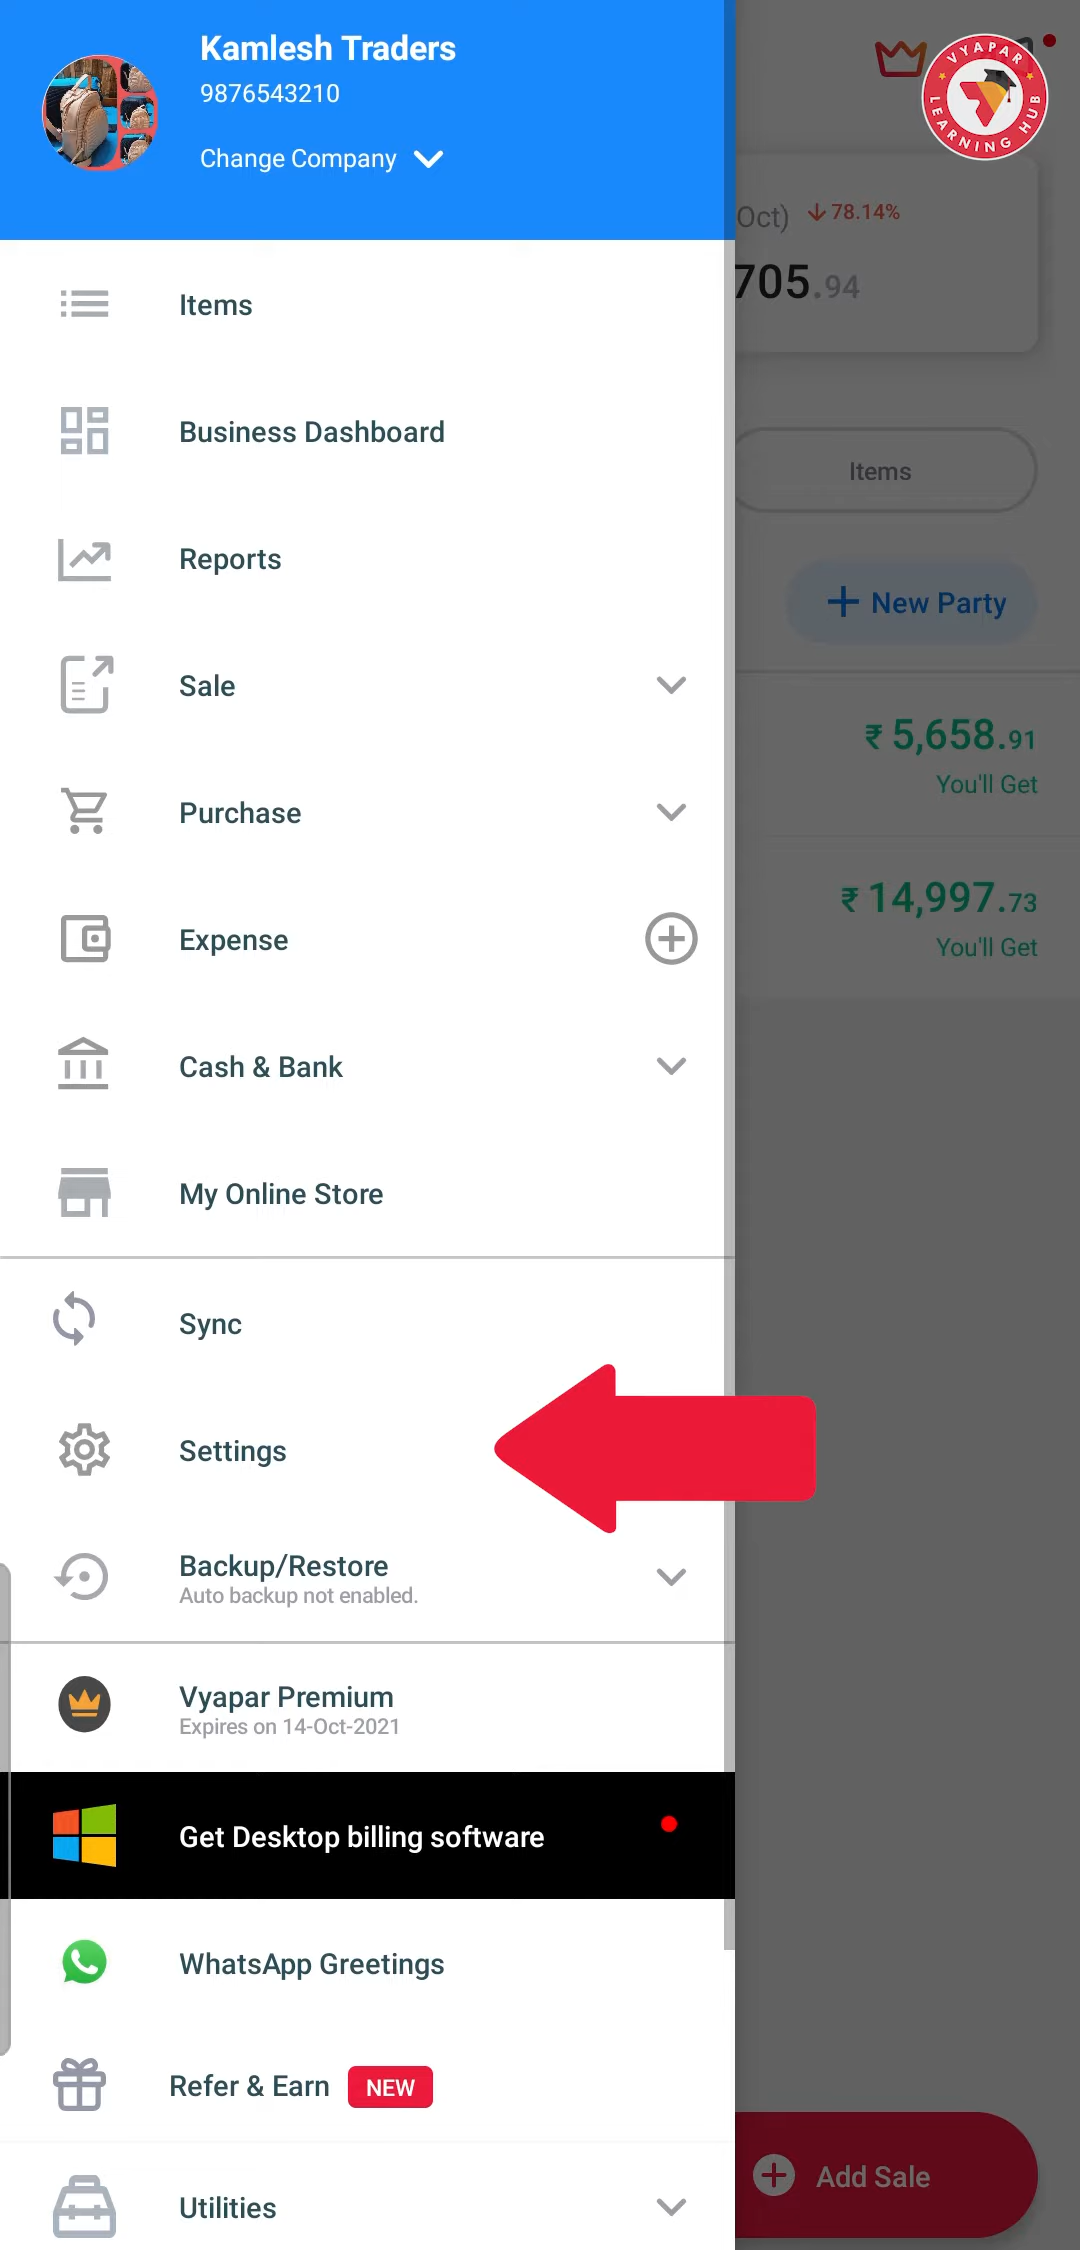 Kamlesh Traders
9876543210
Change Company
VYAPAR
LEARNING HUB
Oct) 78.14%
705.94
Items
Business Dashboard
Items
Reports
New Party
Sale
₹ 5,658.91
You'll Get
Purchase
₹ 14,997.73
You'll Get
Expense
Cash & Bank
My Online Store
Sync
Settings
Backup/Restore
Auto backup not enabled.
Vyapar Premium
Expires on 14-Oct-2021
Get Desktop billing software
WhatsApp Greetings
Refer & Earn NEW
Utilities
Add Sale